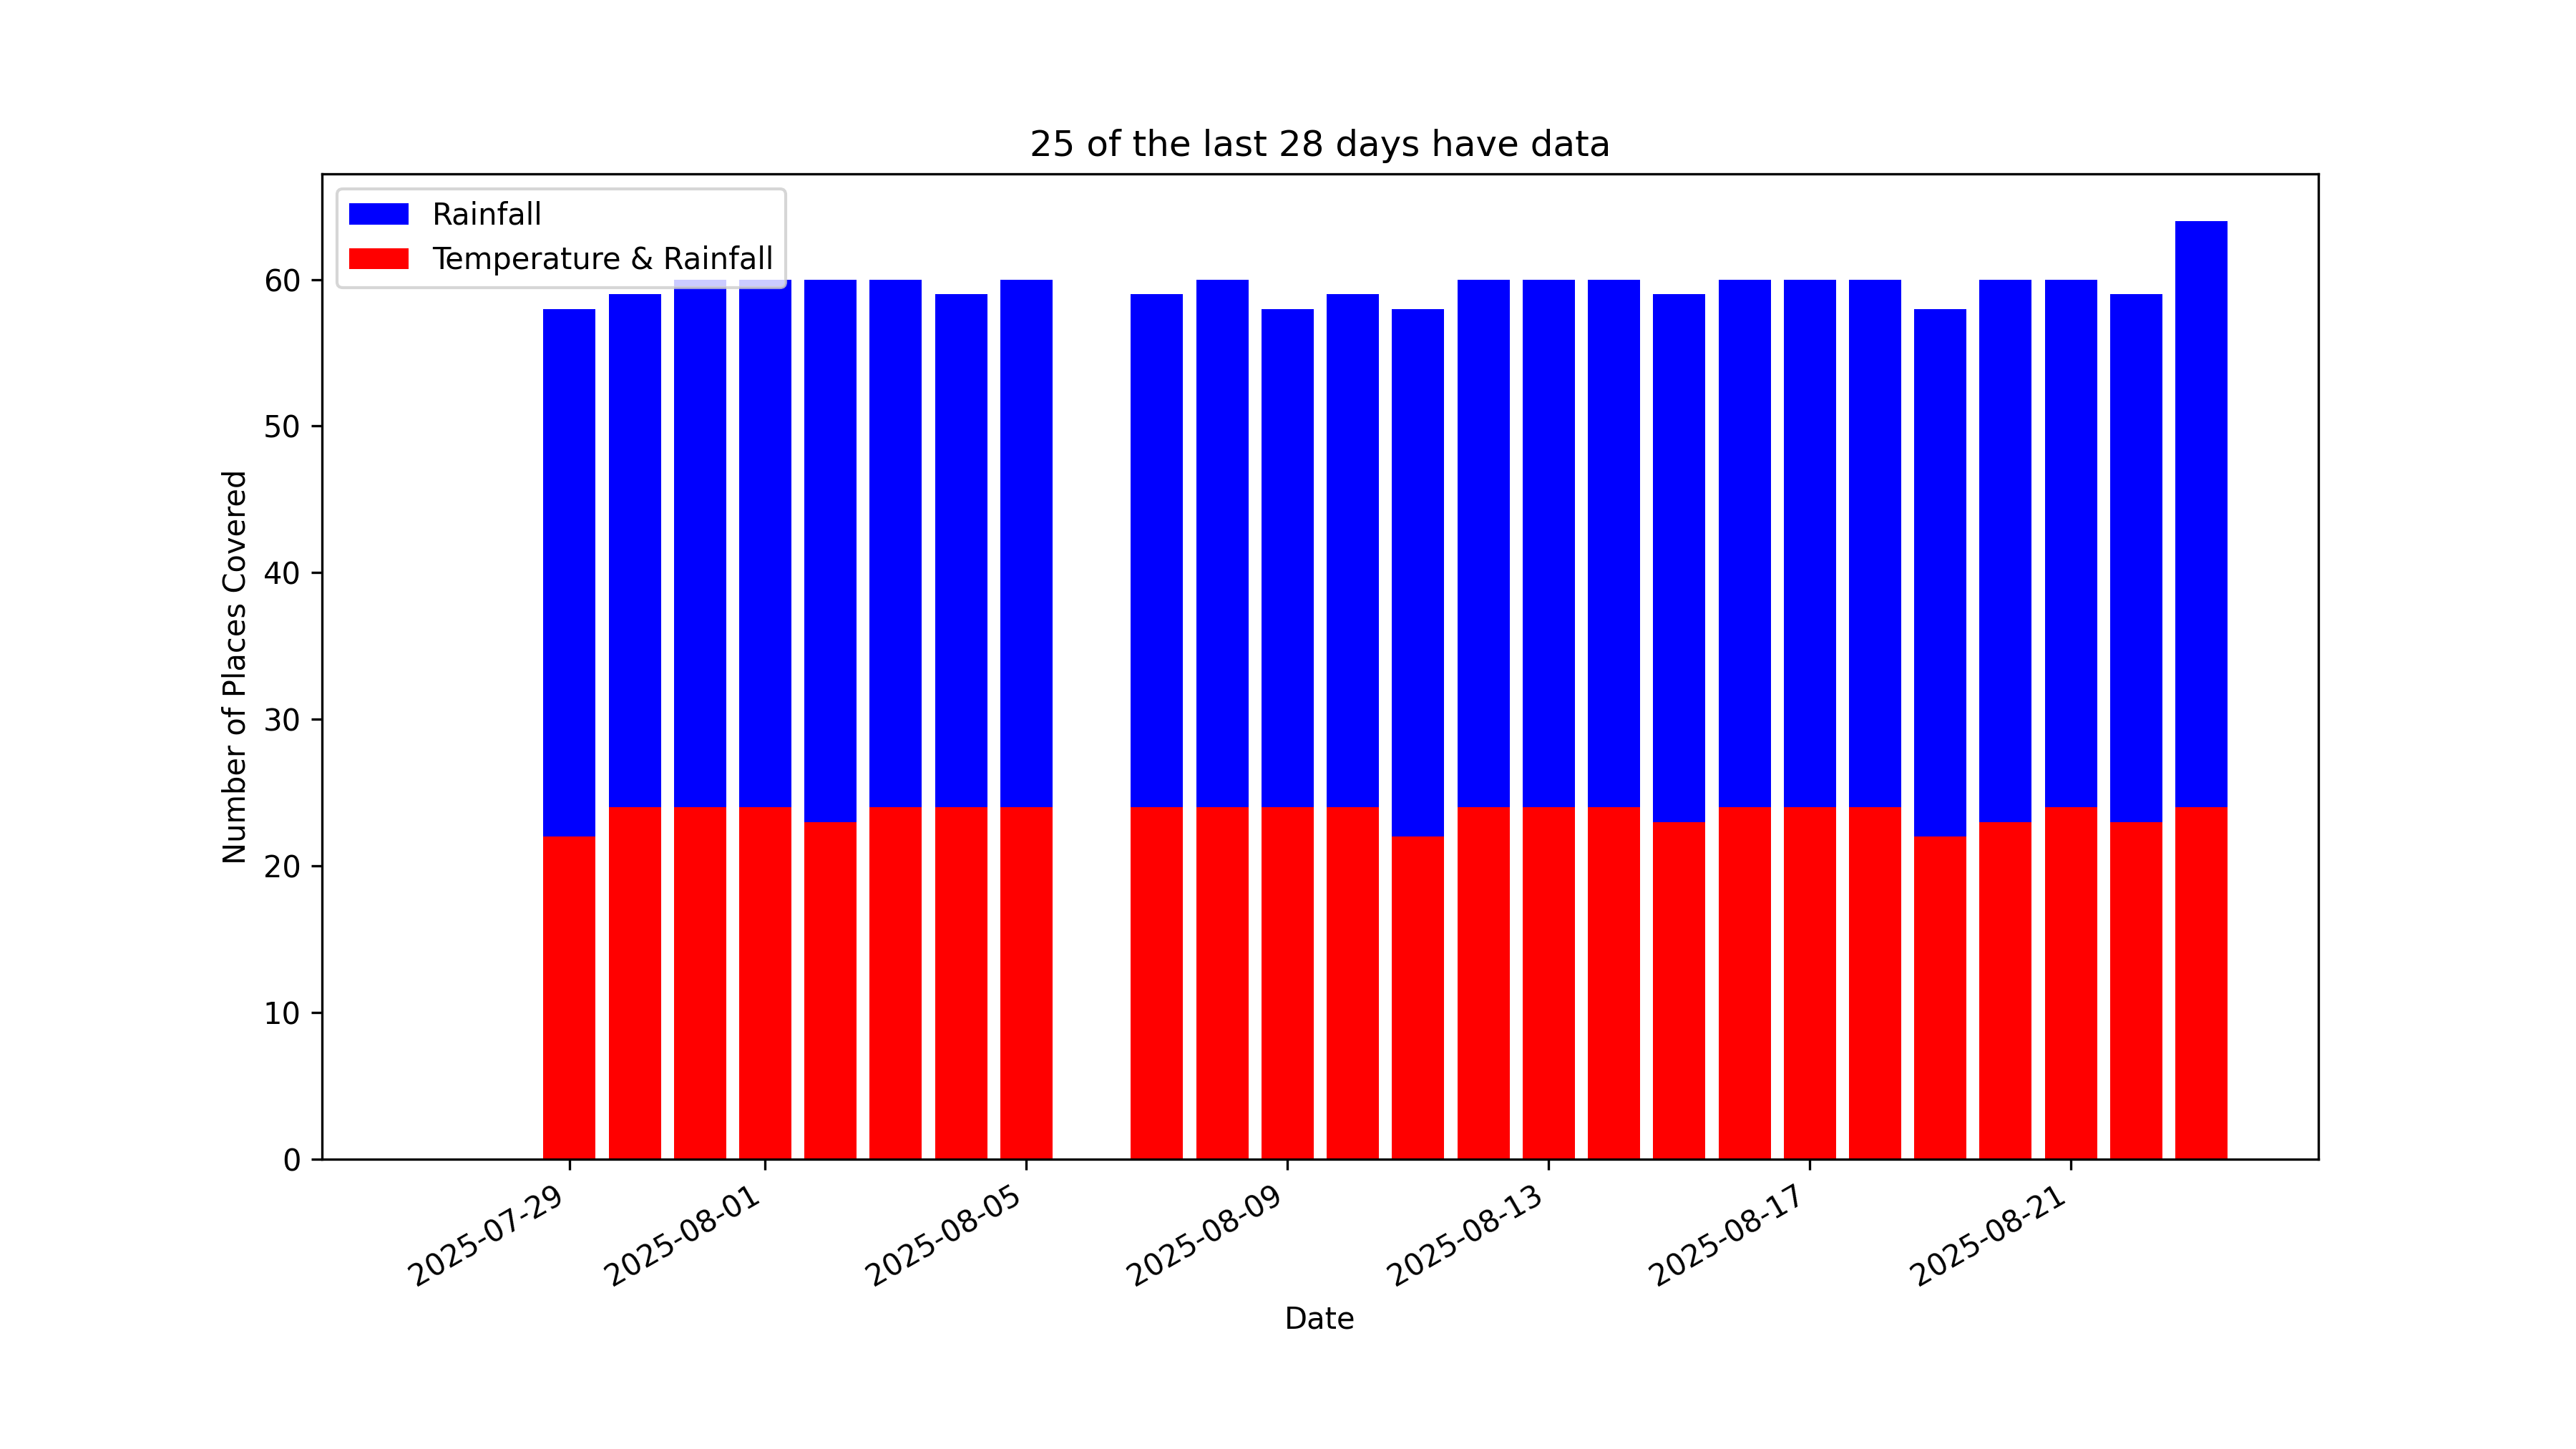 25 of the last 28 days have data
Rainfall
Temperature & Rainfall
60
50
40
30
20
10
0
Number of Places Covered
2025-07-29
2025-08-01
2025-08-05
2025-08-09
2025-08-13
2025-08-17
2025-08-21
Date